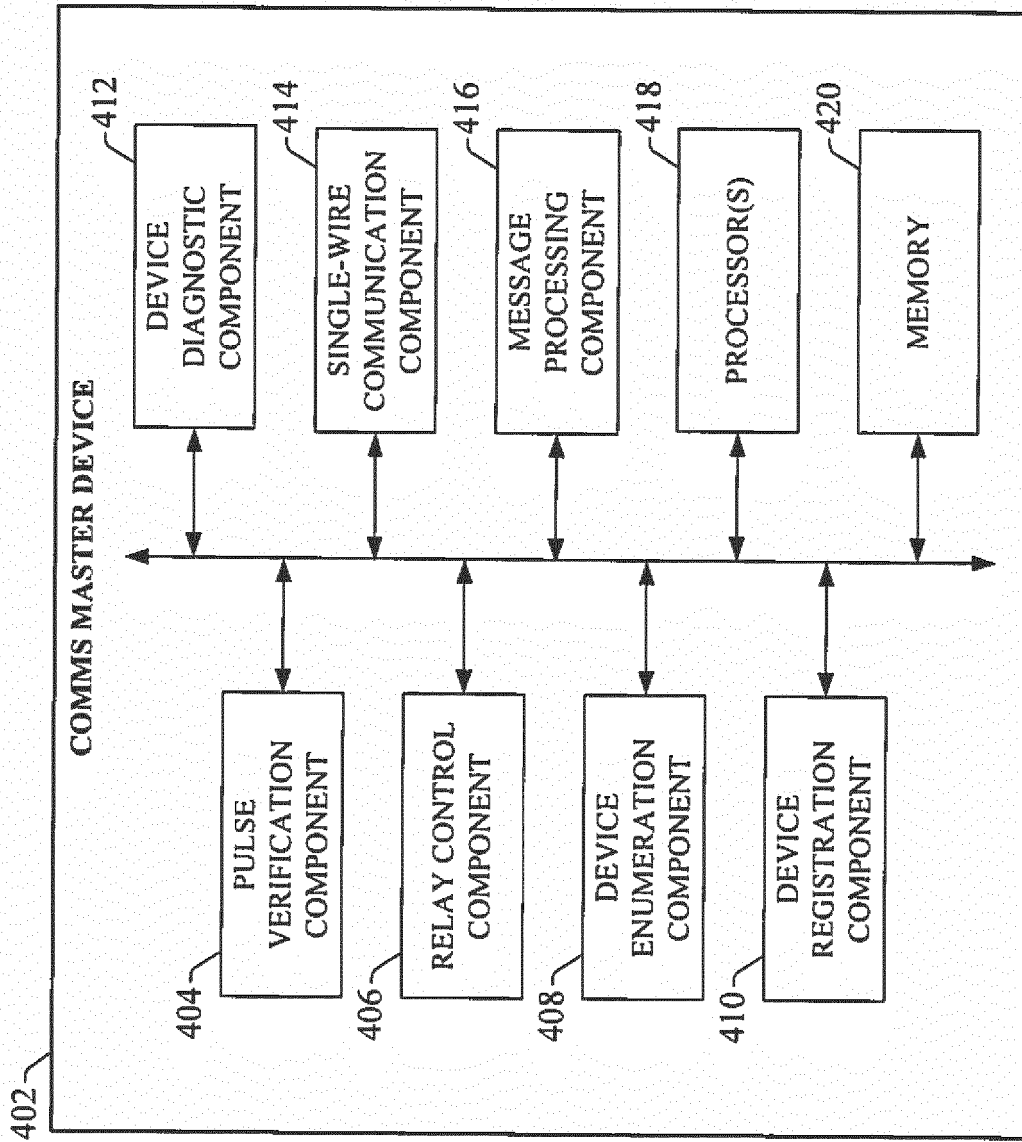 402
COMMS MASTER DEVICE
404
PULSE
VERIFICATION
COMPONENT
406
RELAY CONTROL
COMPONENT
408
DEVICE
ENUMERATION
COMPONENT
410
DEVICE
REGISTRATION
COMPONENT
412
DEVICE
DIAGNOSTIC
COMPONENT
414
SINGLE-WIRE
COMMUNICATION
COMPONENT
416
MESSAGE
PROCESSING
COMPONENT
418
PROCESSOR(S)
420
MEMORY